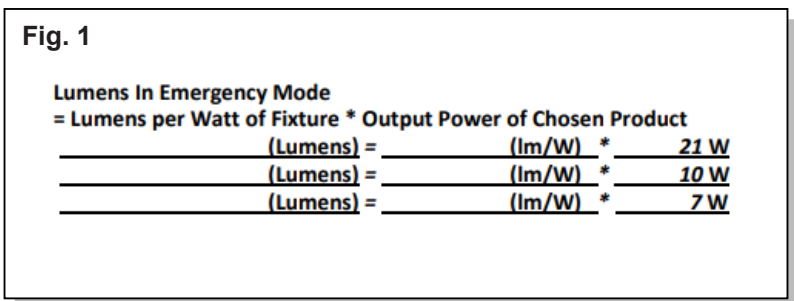 Fig. 1
Lumens In Emergency Mode
= Lumens per Watt of Fixture * Output Power of Chosen Product
(Lumens) = (lm/W) * 21 W
(Lumens) = (lm/W) * 10 W
(Lumens) = (lm/W) * 7 W